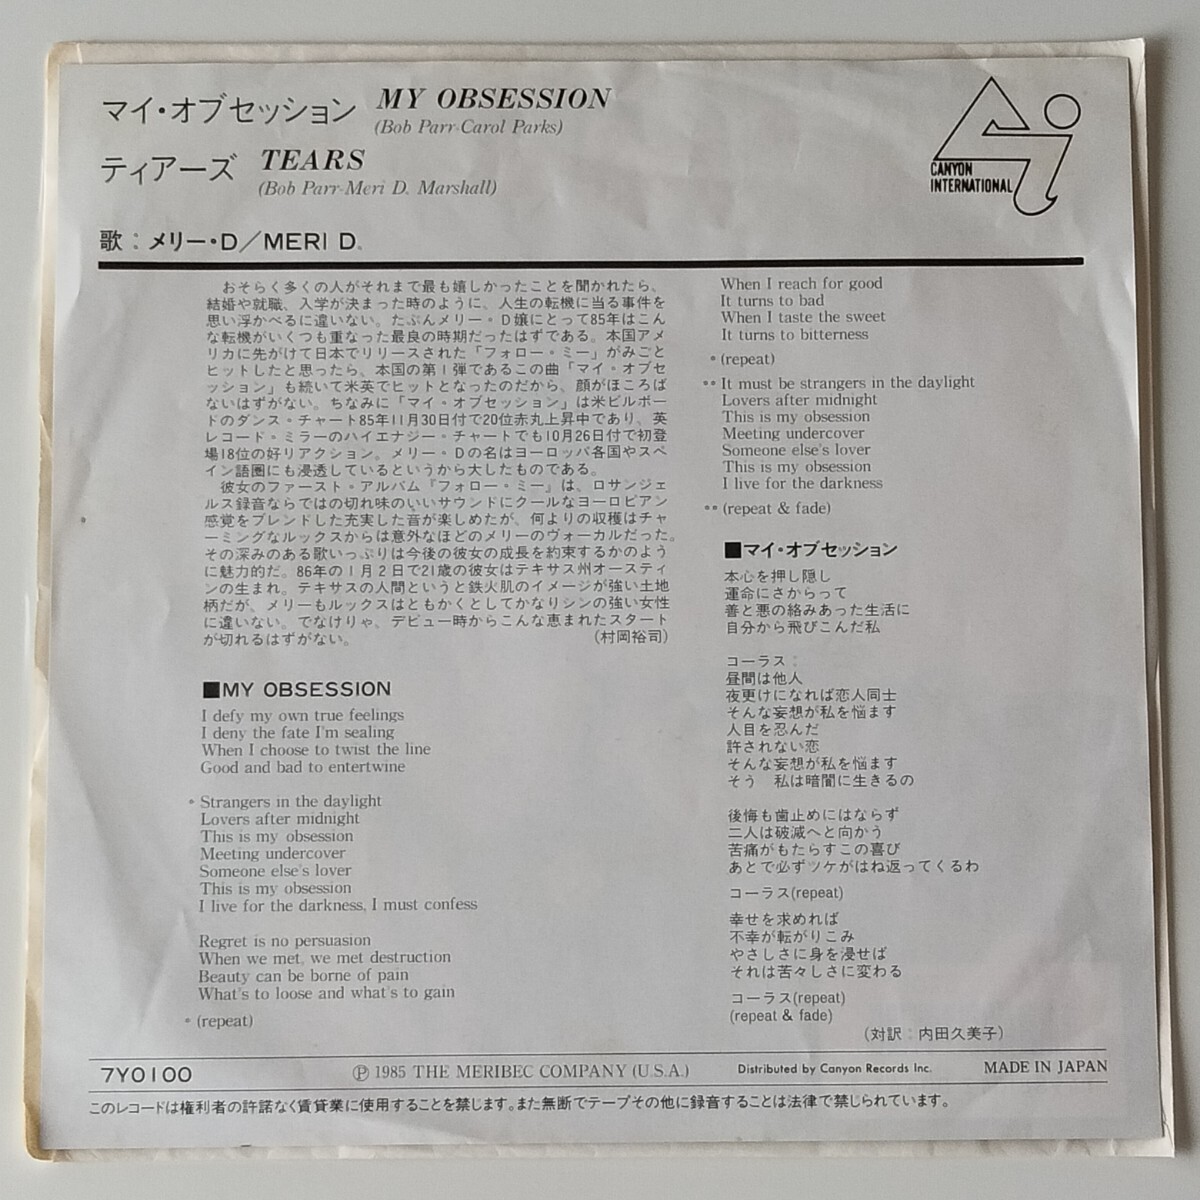 マイ・オブセッション MY OBSESSION
(Bob Parr-Carol Parks)
ティアーズ TEARS
(Bob Parr-Meri D. Marshall)
歌：メリー・D／MERI D.
CANYON
INTERNATIONAL
おそらく多くの人がそれまで最も嬉しかったことを聞かれたら、
結婚や就職、入学が決まった時のように、人生の転機に当る事件を
思い浮かべるに違いない。たぶんメリー・D嬢にとって85年はこん
な転機がいくつも重なった最良の時期だったはずである。本国アメ
リカに先がけて日本でリリースされた「フォロー・ミー」がみごと
ヒットしたと思ったら、本国の第1弾であるこの曲「マイ・オブセ
ッション」も続いて米英でヒットとなったのだから、顔がほころば
ないはずがない。ちなみに「マイ・オブセッション」は米ビルボー
ドのダンス・チャート85年11月30日付で20位赤丸上昇中であり、英
レコード・ミラーのハイエナジー・チャートでも10月26日付で初登
場18位の好リアクション。メリー・Dの名はヨーロッパ各国やスペ
イン語圏にも浸透しているというから大したものである。
彼女のファースト・アルバム『フォロー・ミー』は、ロサンジェ
ルス録音ならではの切れ味のいいサウンドにクールなヨーロピアン
感覚をブレンドした充実した音が楽しめたが、何よりの収穫はチャ
ーミングなルックスからは意外なほどのメリーのヴォーカルだった。
その深みのある歌いっぷりは今後の彼女の成長を約束するかのよう
に魅力的だ。86年の1月2日で21歳の彼女はテキサス州オースティ
ンの生まれ。テキサスの人間というと鉄火肌のイメージが強い土地
柄だが、メリーもルックスはともかくとしてかなりシンの強い女性
に違いない。でなけりゃ、デビュー時からこんな恵まれたスタート
が切れるはずがない。 (村岡裕司)
■MY OBSESSION
I defy my own true feelings
I deny the fate I'm sealing
When I choose to twist the line
Good and bad to entertwine
* Strangers in the daylight
Lovers after midnight
This is my obsession
Meeting undercover
Someone else's lover
This is my obsession
I live for the darkness, I must confess
Regret is no persuasion
When we met, we met destruction
Beauty can be borne of pain
What's to loose and what's to gain
* (repeat)
When I reach for good
It turns to bad
When I taste the sweet
It turns to bitterness
* (repeat)
** It must be strangers in the daylight
Lovers after midnight
This is my obsession
Meeting undercover
Someone else's lover
This is my obsession
I live for the darkness
** (repeat & fade)
■マイ・オブセッション
本心を押し隠し
運命にさからって
善と悪の絡みあった生活に
自分から飛びこんだ私
コーラス：
昼間は他人
夜更けになれば恋人同士
そんな妄想が私を悩ます
人目を忍んだ
許されない恋
そんな妄想が私を悩ます
そう 私は暗闇に生きるの
後悔も歯止めにはならず
二人は破滅へと向かう
苦痛がもたらすこの喜び
あとで必ずツケがはね返ってくるわ
コーラス(repeat)
幸せを求めれば
不幸が転がりこみ
やさしさに身を浸せば
それは苦々しさに変わる
コーラス(repeat)
(repeat & fade)
(対訳：内田久美子)
7Y0100 Ⓟ 1985 THE MERIBEC COMPANY (U.S.A.) Distributed by Canyon Records Inc. MADE IN JAPAN
このレコードは権利者の許諾なく賃貸業に使用することを禁じます。また無断でテープその他に録音することは法律で禁じられています。